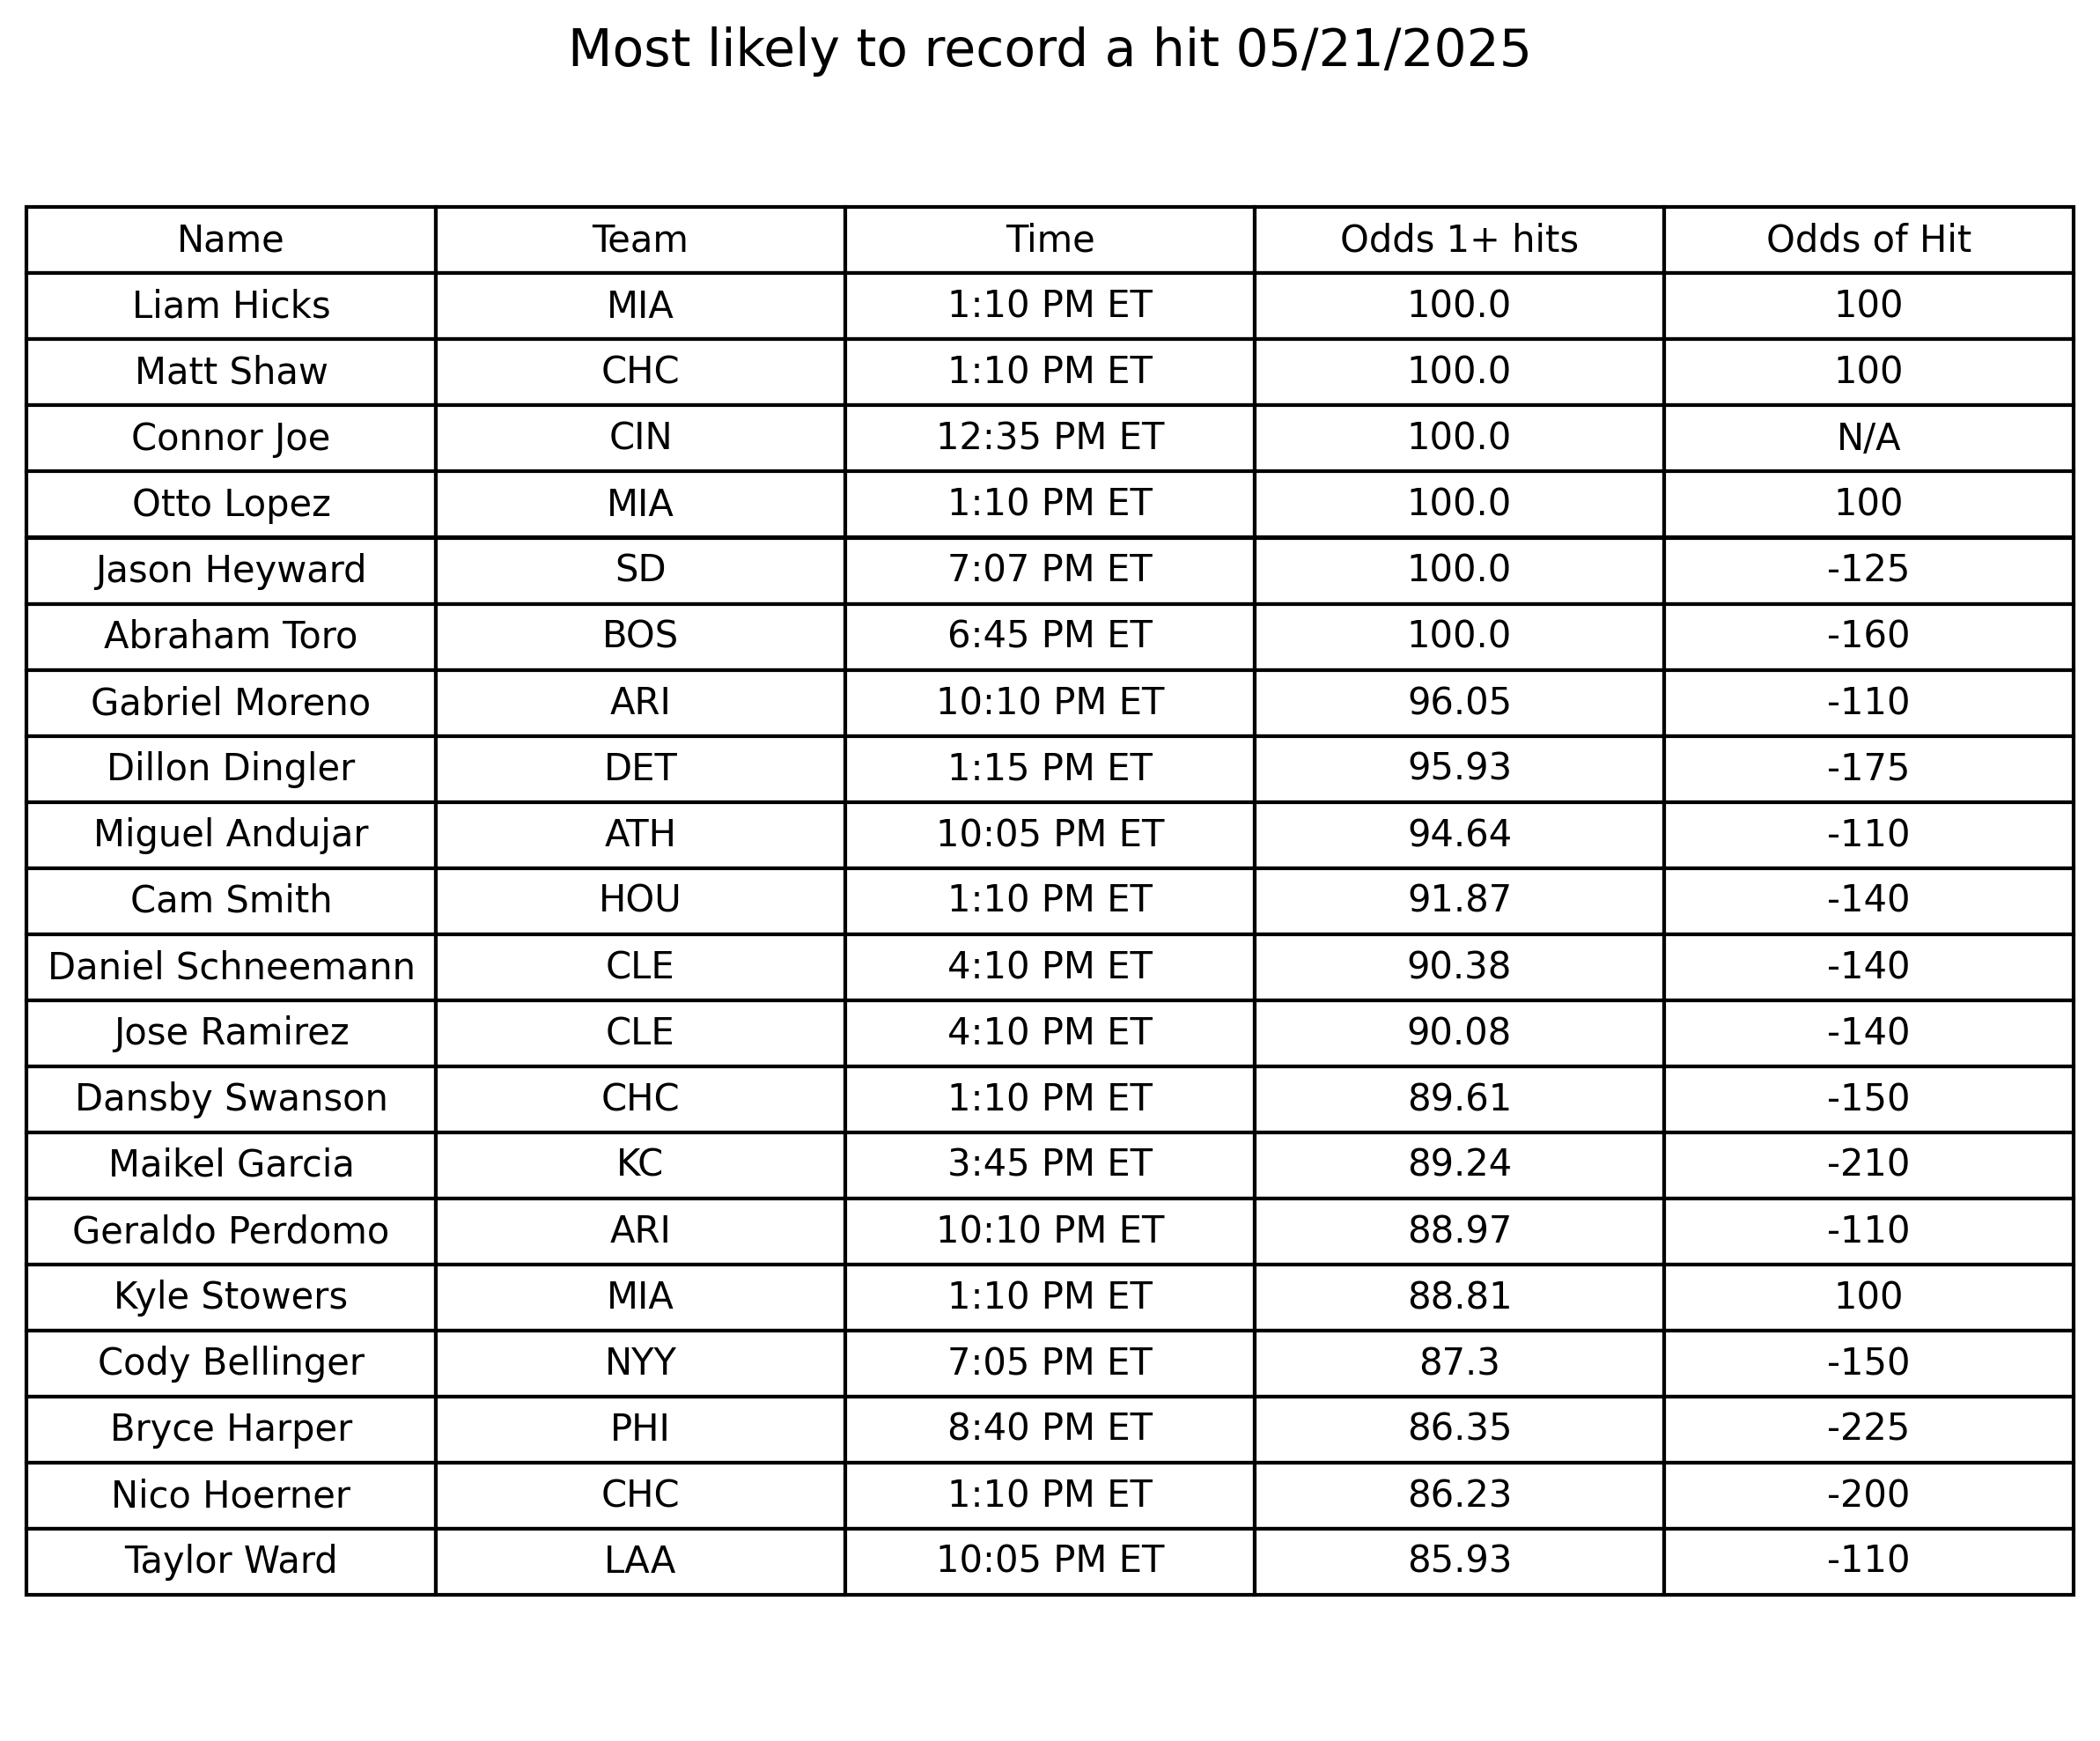 Most likely to record a hit 05/21/2025
Name Team Time Odds 1+ hits Odds of Hit
Liam Hicks MIA 1:10 PM ET 100.0 100
Matt Shaw CHC 1:10 PM ET 100.0 100
Connor Joe CIN 12:35 PM ET 100.0 N/A
Otto Lopez MIA 1:10 PM ET 100.0 100
Jason Heyward SD 7:07 PM ET 100.0 -125
Abraham Toro BOS 6:45 PM ET 100.0 -160
Gabriel Moreno ARI 10:10 PM ET 96.05 -110
Dillon Dingler DET 1:15 PM ET 95.93 -175
Miguel Andujar ATH 10:05 PM ET 94.64 -110
Cam Smith HOU 1:10 PM ET 91.87 -140
Daniel Schneemann CLE 4:10 PM ET 90.38 -140
Jose Ramirez CLE 4:10 PM ET 90.08 -140
Dansby Swanson CHC 1:10 PM ET 89.61 -150
Maikel Garcia KC 3:45 PM ET 89.24 -210
Geraldo Perdomo ARI 10:10 PM ET 88.97 -110
Kyle Stowers MIA 1:10 PM ET 88.81 100
Cody Bellinger NYY 7:05 PM ET 87.3 -150
Bryce Harper PHI 8:40 PM ET 86.35 -225
Nico Hoerner CHC 1:10 PM ET 86.23 -200
Taylor Ward LAA 10:05 PM ET 85.93 -110